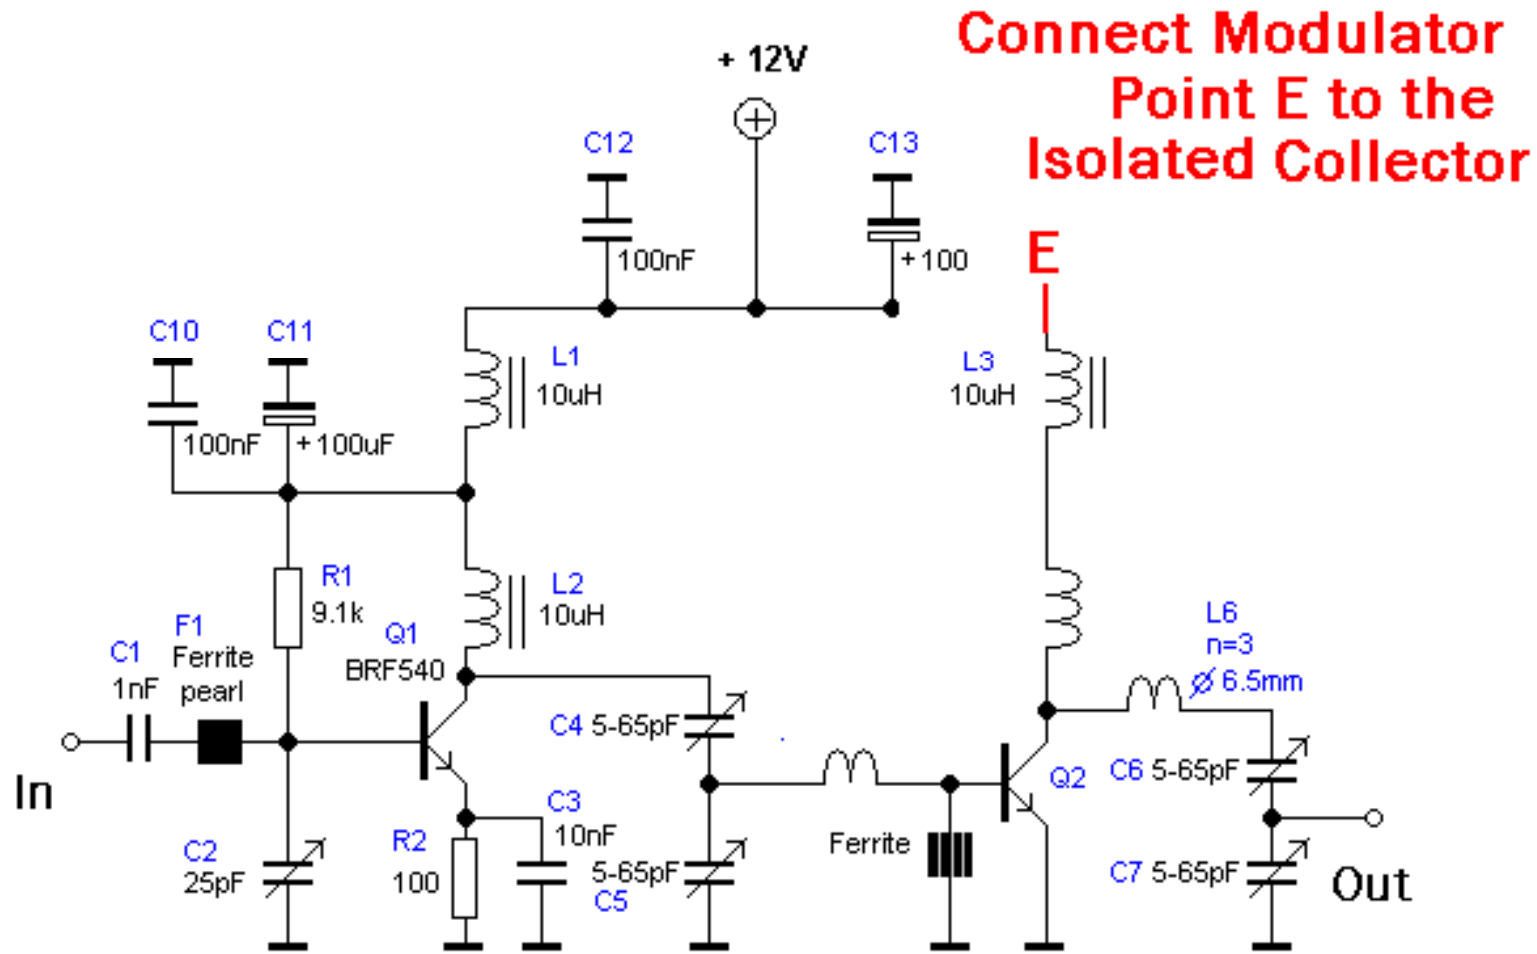 Connect Modulator
Point E to the
Isolated Collector
+ 12V
C12
C13
100nF
+ 100
E
C10
C11
L1
10uH
L3
10uH
100nF
+ 100uF
R1
9.1k
L2
10uH
F1
Ferrite
pearl
Q1
BRF540
L6
n=3
Ø 6.5mm
C1
1nF
C4 5-65pF
C6 5-65pF
Q2
In
C3
10nF
R2
100
C2
25pF
5-65pF
C5
Ferrite
C7 5-65pF
Out